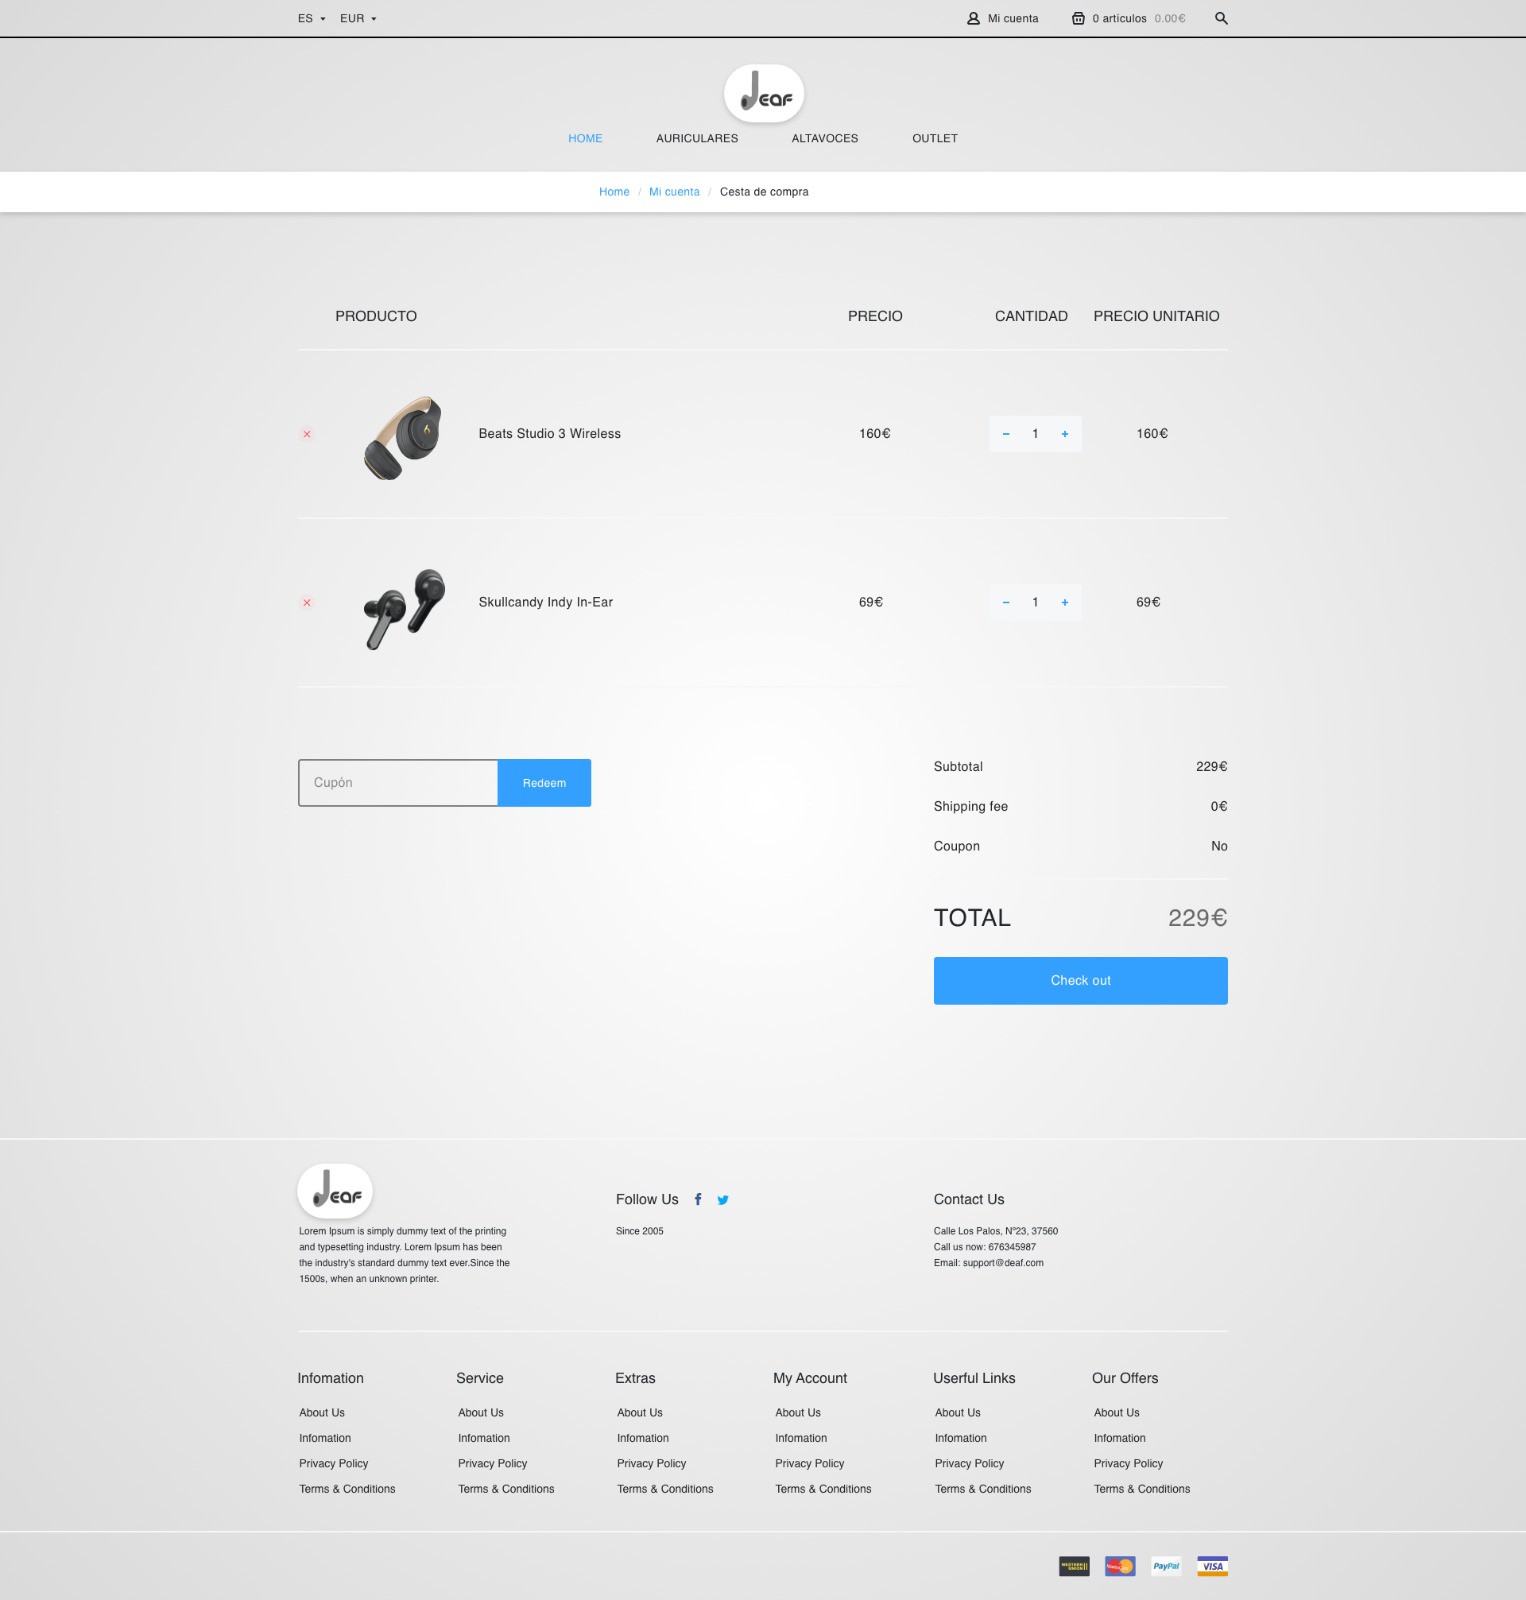 ES EUR Mi cuenta 0 artículos 0.00€
Deaf
HOME AURICULARES ALTAVOCES OUTLET
Home / Mi cuenta / Cesta de compra
PRODUCTO PRECIO CANTIDAD PRECIO UNITARIO
Beats Studio 3 Wireless 160€ − 1 + 160€
Skullcandy Indy In-Ear 69€ − 1 + 69€
Cupón Redeem
Subtotal 229€
Shipping fee 0€
Coupon No
TOTAL 229€
Check out
Deaf
Lorem Ipsum is simply dummy text of the printing
and typesetting industry. Lorem Ipsum has been
the industry's standard dummy text ever.Since the
1500s, when an unknown printer.
Follow Us
Since 2005
Contact Us
Calle Los Palos, Nº23, 37560
Call us now: 676345987
Email: support@deaf.com
Infomation Service Extras My Account Userful Links Our Offers
About Us About Us About Us About Us About Us About Us
Infomation Infomation Infomation Infomation Infomation Infomation
Privacy Policy Privacy Policy Privacy Policy Privacy Policy Privacy Policy Privacy Policy
Terms & Conditions Terms & Conditions Terms & Conditions Terms & Conditions Terms & Conditions Terms & Conditions
WESTERN UNION MasterCard PayPal VISA